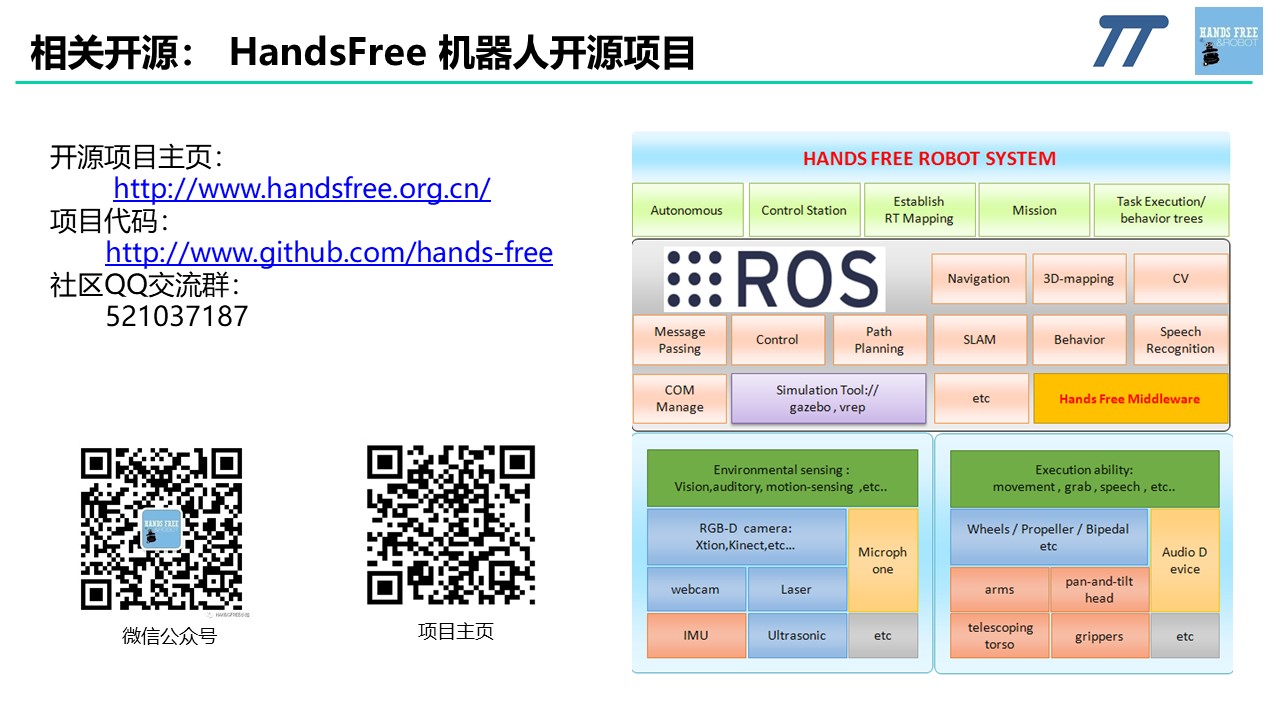 相关开源： HandsFree 机器人开源项目
HANDS FREE
&ROBOT
开源项目主页：
http://www.handsfree.org.cn/
项目代码：
http://www.github.com/hands-free
社区QQ交流群：
521037187
HANDS FREE
微信公众号
项目主页
HANDS FREE ROBOT SYSTEM
Autonomous
Control Station
Establish
RT Mapping
Mission
Task Execution/
behavior trees
ROS
Navigation
3D-mapping
CV
Message
Passing
Control
Path
Planning
SLAM
Behavior
Speech
Recognition
COM
Manage
Simulation Tool://
gazebo , vrep
etc
Hands Free Middleware
Environmental sensing :
Vision,auditory, motion-sensing ,etc..
RGB-D camera:
Xtion,Kinect,etc...
Microph
one
webcam
Laser
IMU
Ultrasonic
etc
Execution ability:
movement , grab , speech , etc..
Wheels / Propeller / Bipedal
etc
Audio D
evice
arms
pan-and-tilt
head
telescoping
torso
grippers
etc